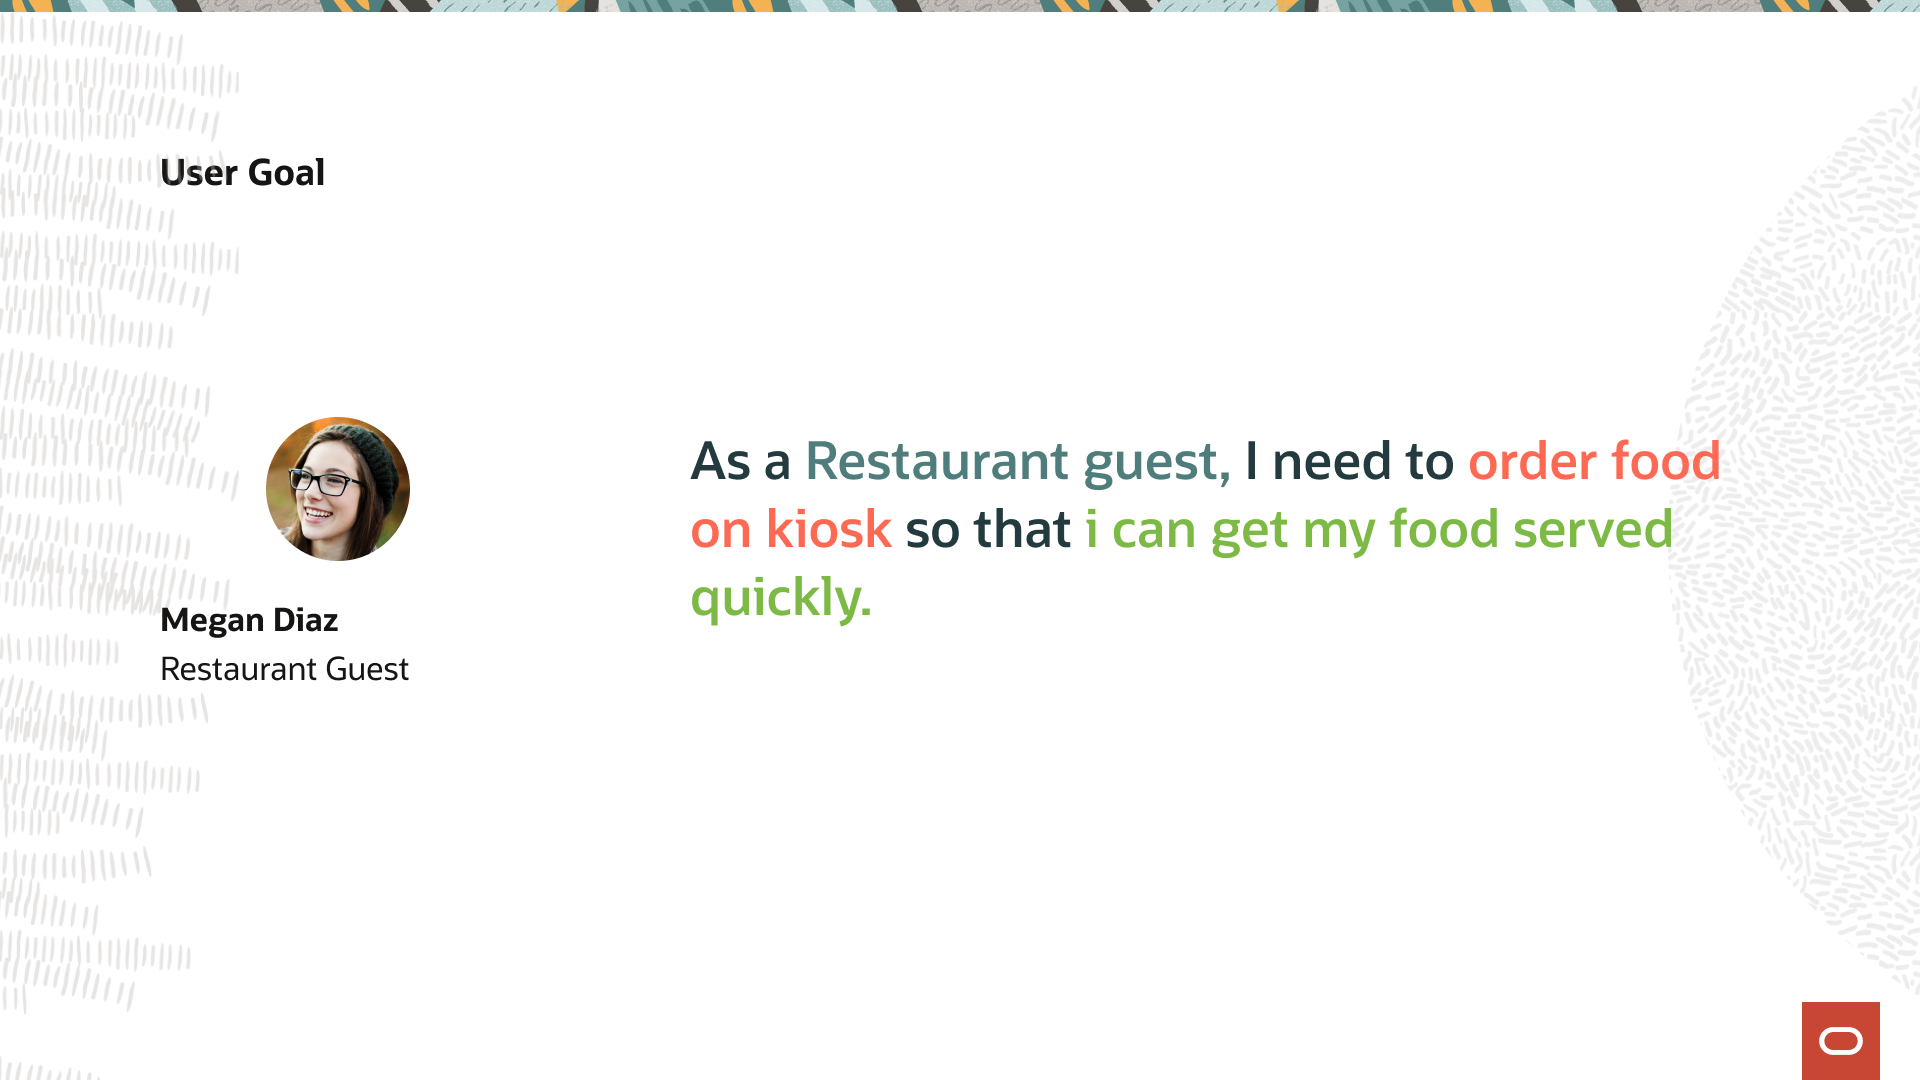 User Goal
Megan Diaz
Restaurant Guest
As a Restaurant guest, I need to order food
on kiosk so that i can get my food served
quickly.